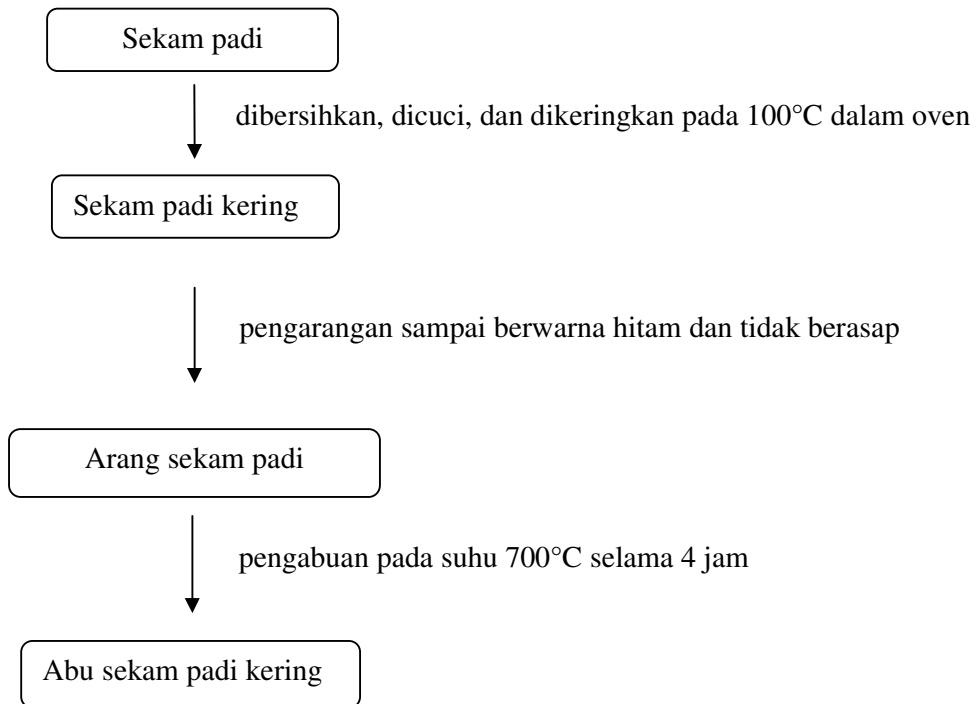 Sekam padi
dibersihkan, dicuci, dan dikeringkan pada 100°C dalam oven
Sekam padi kering
pengarangan sampai berwarna hitam dan tidak berasap
Arang sekam padi
pengabuan pada suhu 700°C selama 4 jam
Abu sekam padi kering